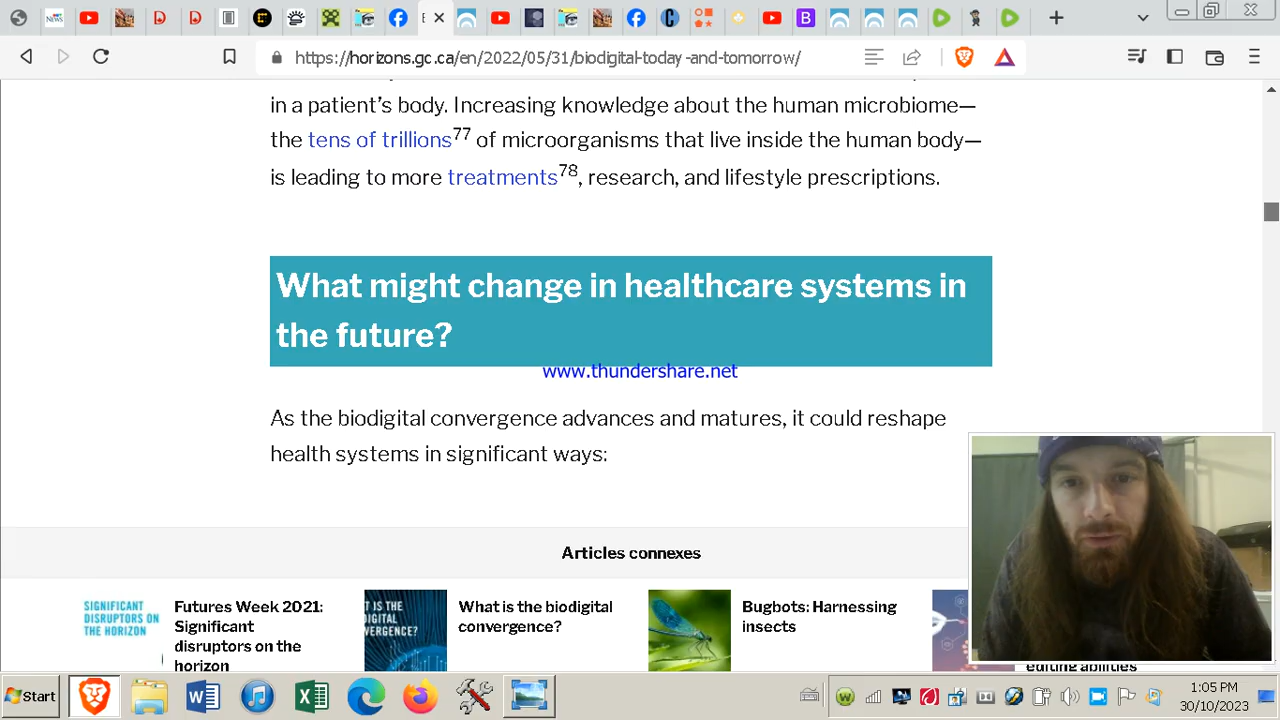 https://horizons.gc.ca/en/2022/05/31/biodigital-today-and-tomorrow/
in a patient's body. Increasing knowledge about the human microbiome—
the tens of trillions77 of microorganisms that live inside the human body—
is leading to more treatments78, research, and lifestyle prescriptions.
What might change in healthcare systems in
the future?
www.thundershare.net
As the biodigital convergence advances and matures, it could reshape
health systems in significant ways:
Articles connexes
SIGNIFICANT
DISRUPTORS ON
THE HORIZON
Futures Week 2021:
Significant
disruptors on the
horizon
IS THE
DIGITAL
VERGENCE?
What is the biodigital
convergence?
Bugbots: Harnessing
insects
editing abilities
Start
1:05 PM
30/10/2023